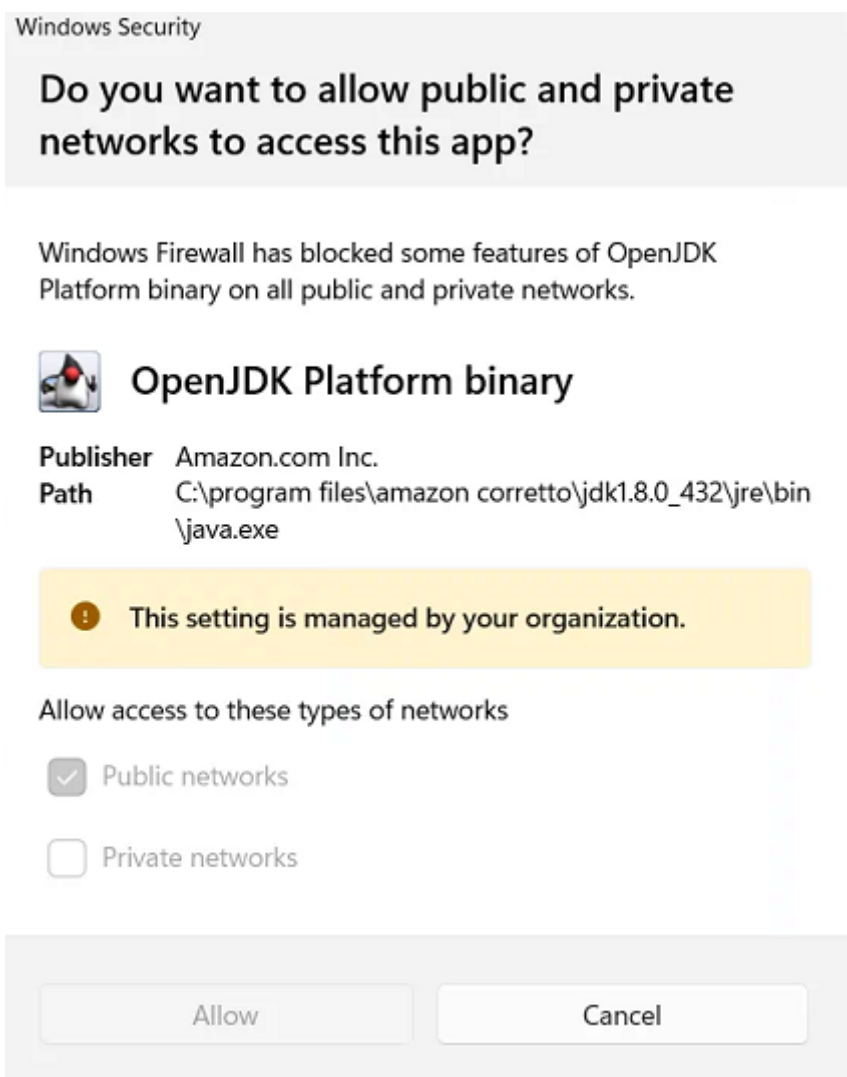 Windows Security
Do you want to allow public and private
networks to access this app?
Windows Firewall has blocked some features of OpenJDK
Platform binary on all public and private networks.
OpenJDK Platform binary
Publisher Amazon.com Inc.
Path C:\program files\amazon corretto\jdk1.8.0_432\jre\bin
\java.exe
This setting is managed by your organization.
Allow access to these types of networks
Public networks
Private networks
Allow Cancel